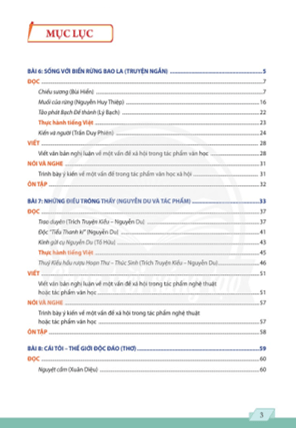 MỤC LỤC
BÀI 6: SỐNG VỚI BIỂN RỪNG BAO LA (TRUYỆN NGẮN) 5
ĐỌC 7
Chiều sương (Bùi Hiển) 7
Muối của rừng (Nguyễn Huy Thiệp) 16
Tảo phát Bạch Đế thành (Lý Bạch) 22
Thực hành tiếng Việt 23
Kiến và người (Trần Duy Phiên) 24
VIẾT 28
Viết văn bản nghị luận về một vấn đề xã hội trong tác phẩm văn học 28
NÓI VÀ NGHE 31
Trình bày ý kiến về một vấn đề trong tác phẩm văn học và xã hội 31
ÔN TẬP 32
BÀI 7: NHỮNG ĐIỀU TRÔNG THẤY (NGUYỄN DU VÀ TÁC PHẨM) 33
ĐỌC 37
Trao duyên (Trích Truyện Kiều – Nguyễn Du) 37
Độc "Tiểu Thanh kí" (Nguyễn Du) 41
Kính gửi cụ Nguyễn Du (Tố Hữu) 43
Thực hành tiếng Việt 45
Thuý Kiều hầu rượu Hoạn Thư – Thúc Sinh (Trích Truyện Kiều – Nguyễn Du) 46
VIẾT 51
Viết văn bản nghị luận về một vấn đề xã hội trong tác phẩm nghệ thuật
hoặc tác phẩm văn học 51
NÓI VÀ NGHE 57
Trình bày ý kiến về một vấn đề xã hội trong tác phẩm nghệ thuật
hoặc tác phẩm văn học 57
ÔN TẬP 58
BÀI 8: CÁI TÔI – THẾ GIỚI ĐỘC ĐÁO (THƠ) 59
ĐỌC 60
Nguyệt cầm (Xuân Diệu) 60
3